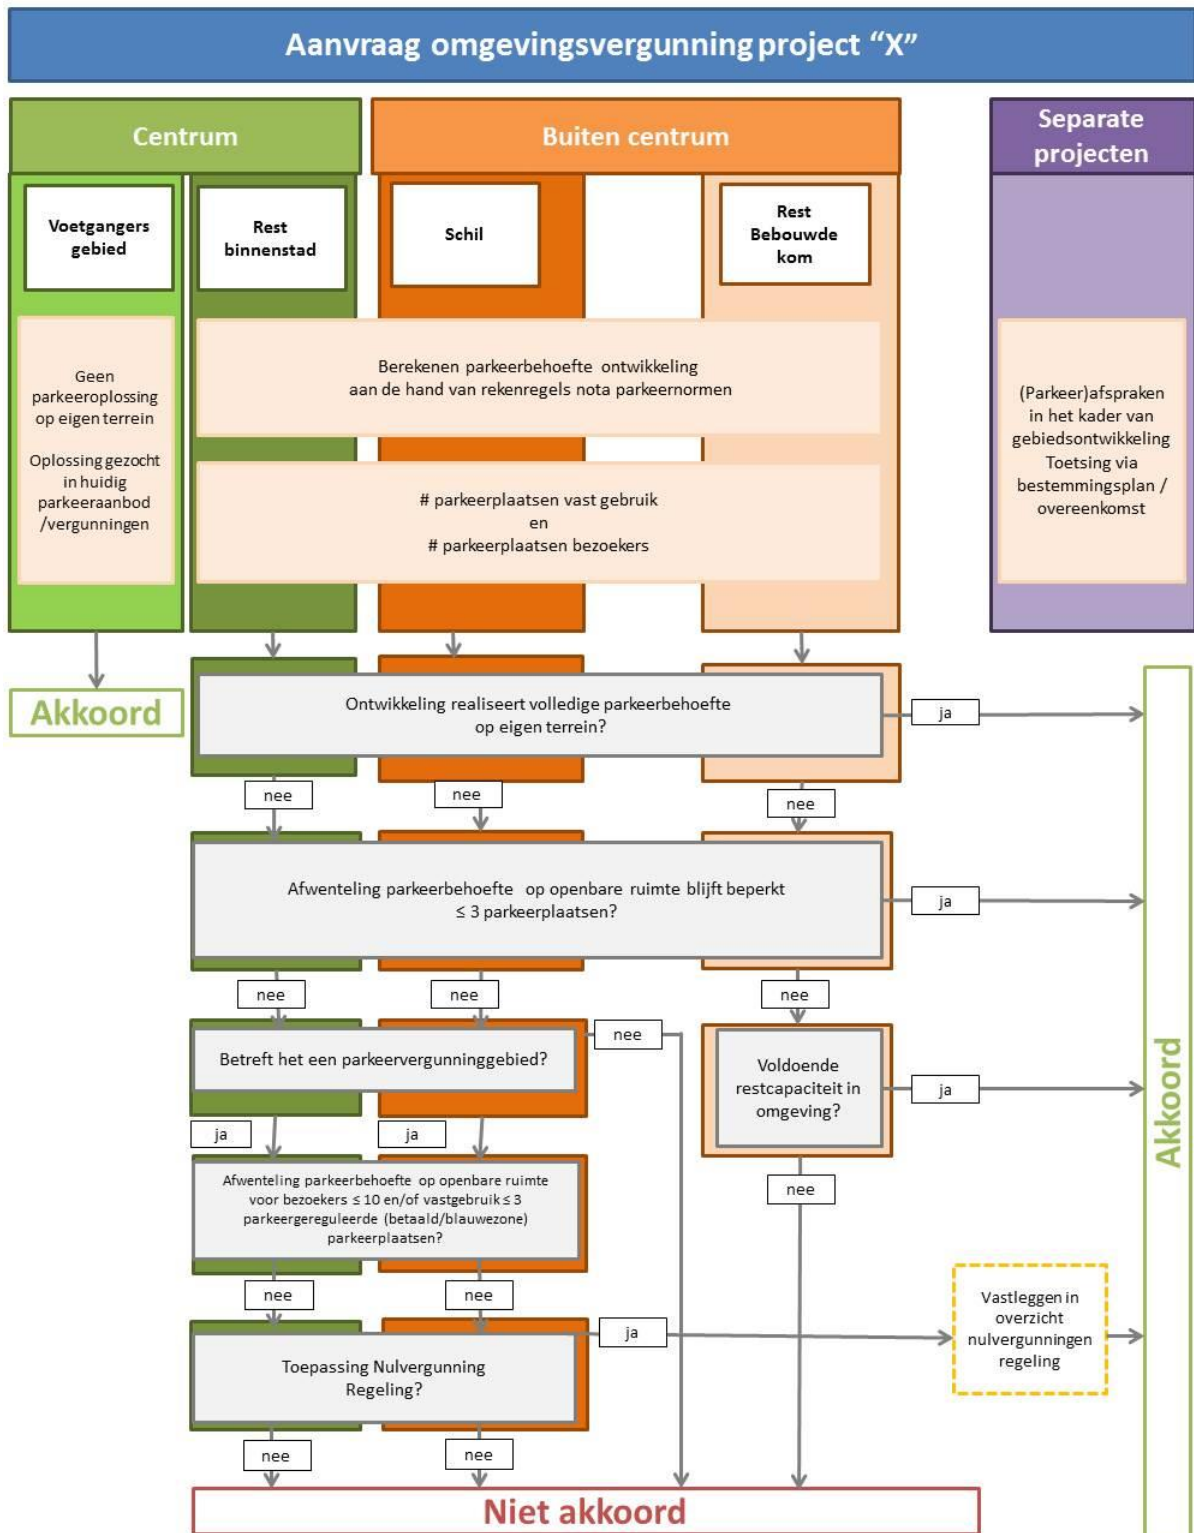 Aanvraag omgevingsvergunning project “X”
Centrum
Buiten centrum
Separate
projecten
Voetgangers
gebied
Rest
binnenstad
Schil
Rest
Bebouwde
kom
Geen
parkeeroplossing
op eigen terrein
Oplossing gezocht
in huidig
parkeeraanbod
/vergunningen
Berekenen parkeerbehoefte ontwikkeling
aan de hand van rekenregels nota parkeernormen
# parkeerplaatsen vast gebruik
en
# parkeerplaatsen bezoekers
(Parkeer)afspraken
in het kader van
gebiedsontwikkeling
Toetsing via
bestemmingsplan /
overeenkomst
Akkoord
Ontwikkeling realiseert volledige parkeerbehoefte
op eigen terrein?
ja
nee
nee
nee
Afwenteling parkeerbehoefte op openbare ruimte blijft beperkt
≤ 3 parkeerplaatsen?
ja
nee
nee
nee
Betreft het een parkeervergunninggebied?
nee
Voldoende
restcapaciteit in
omgeving?
ja
ja
ja
Afwenteling parkeerbehoefte op openbare ruimte
voor bezoekers ≤ 10 en/of vastgebruik ≤ 3
parkeergereguleerde (betaald/blauwezone)
parkeerplaatsen?
nee
nee
nee
Toepassing Nulvergunning
Regeling?
ja
Vastleggen in
overzicht
nulvergunningen
regeling
Akkoord
nee
nee
Niet akkoord